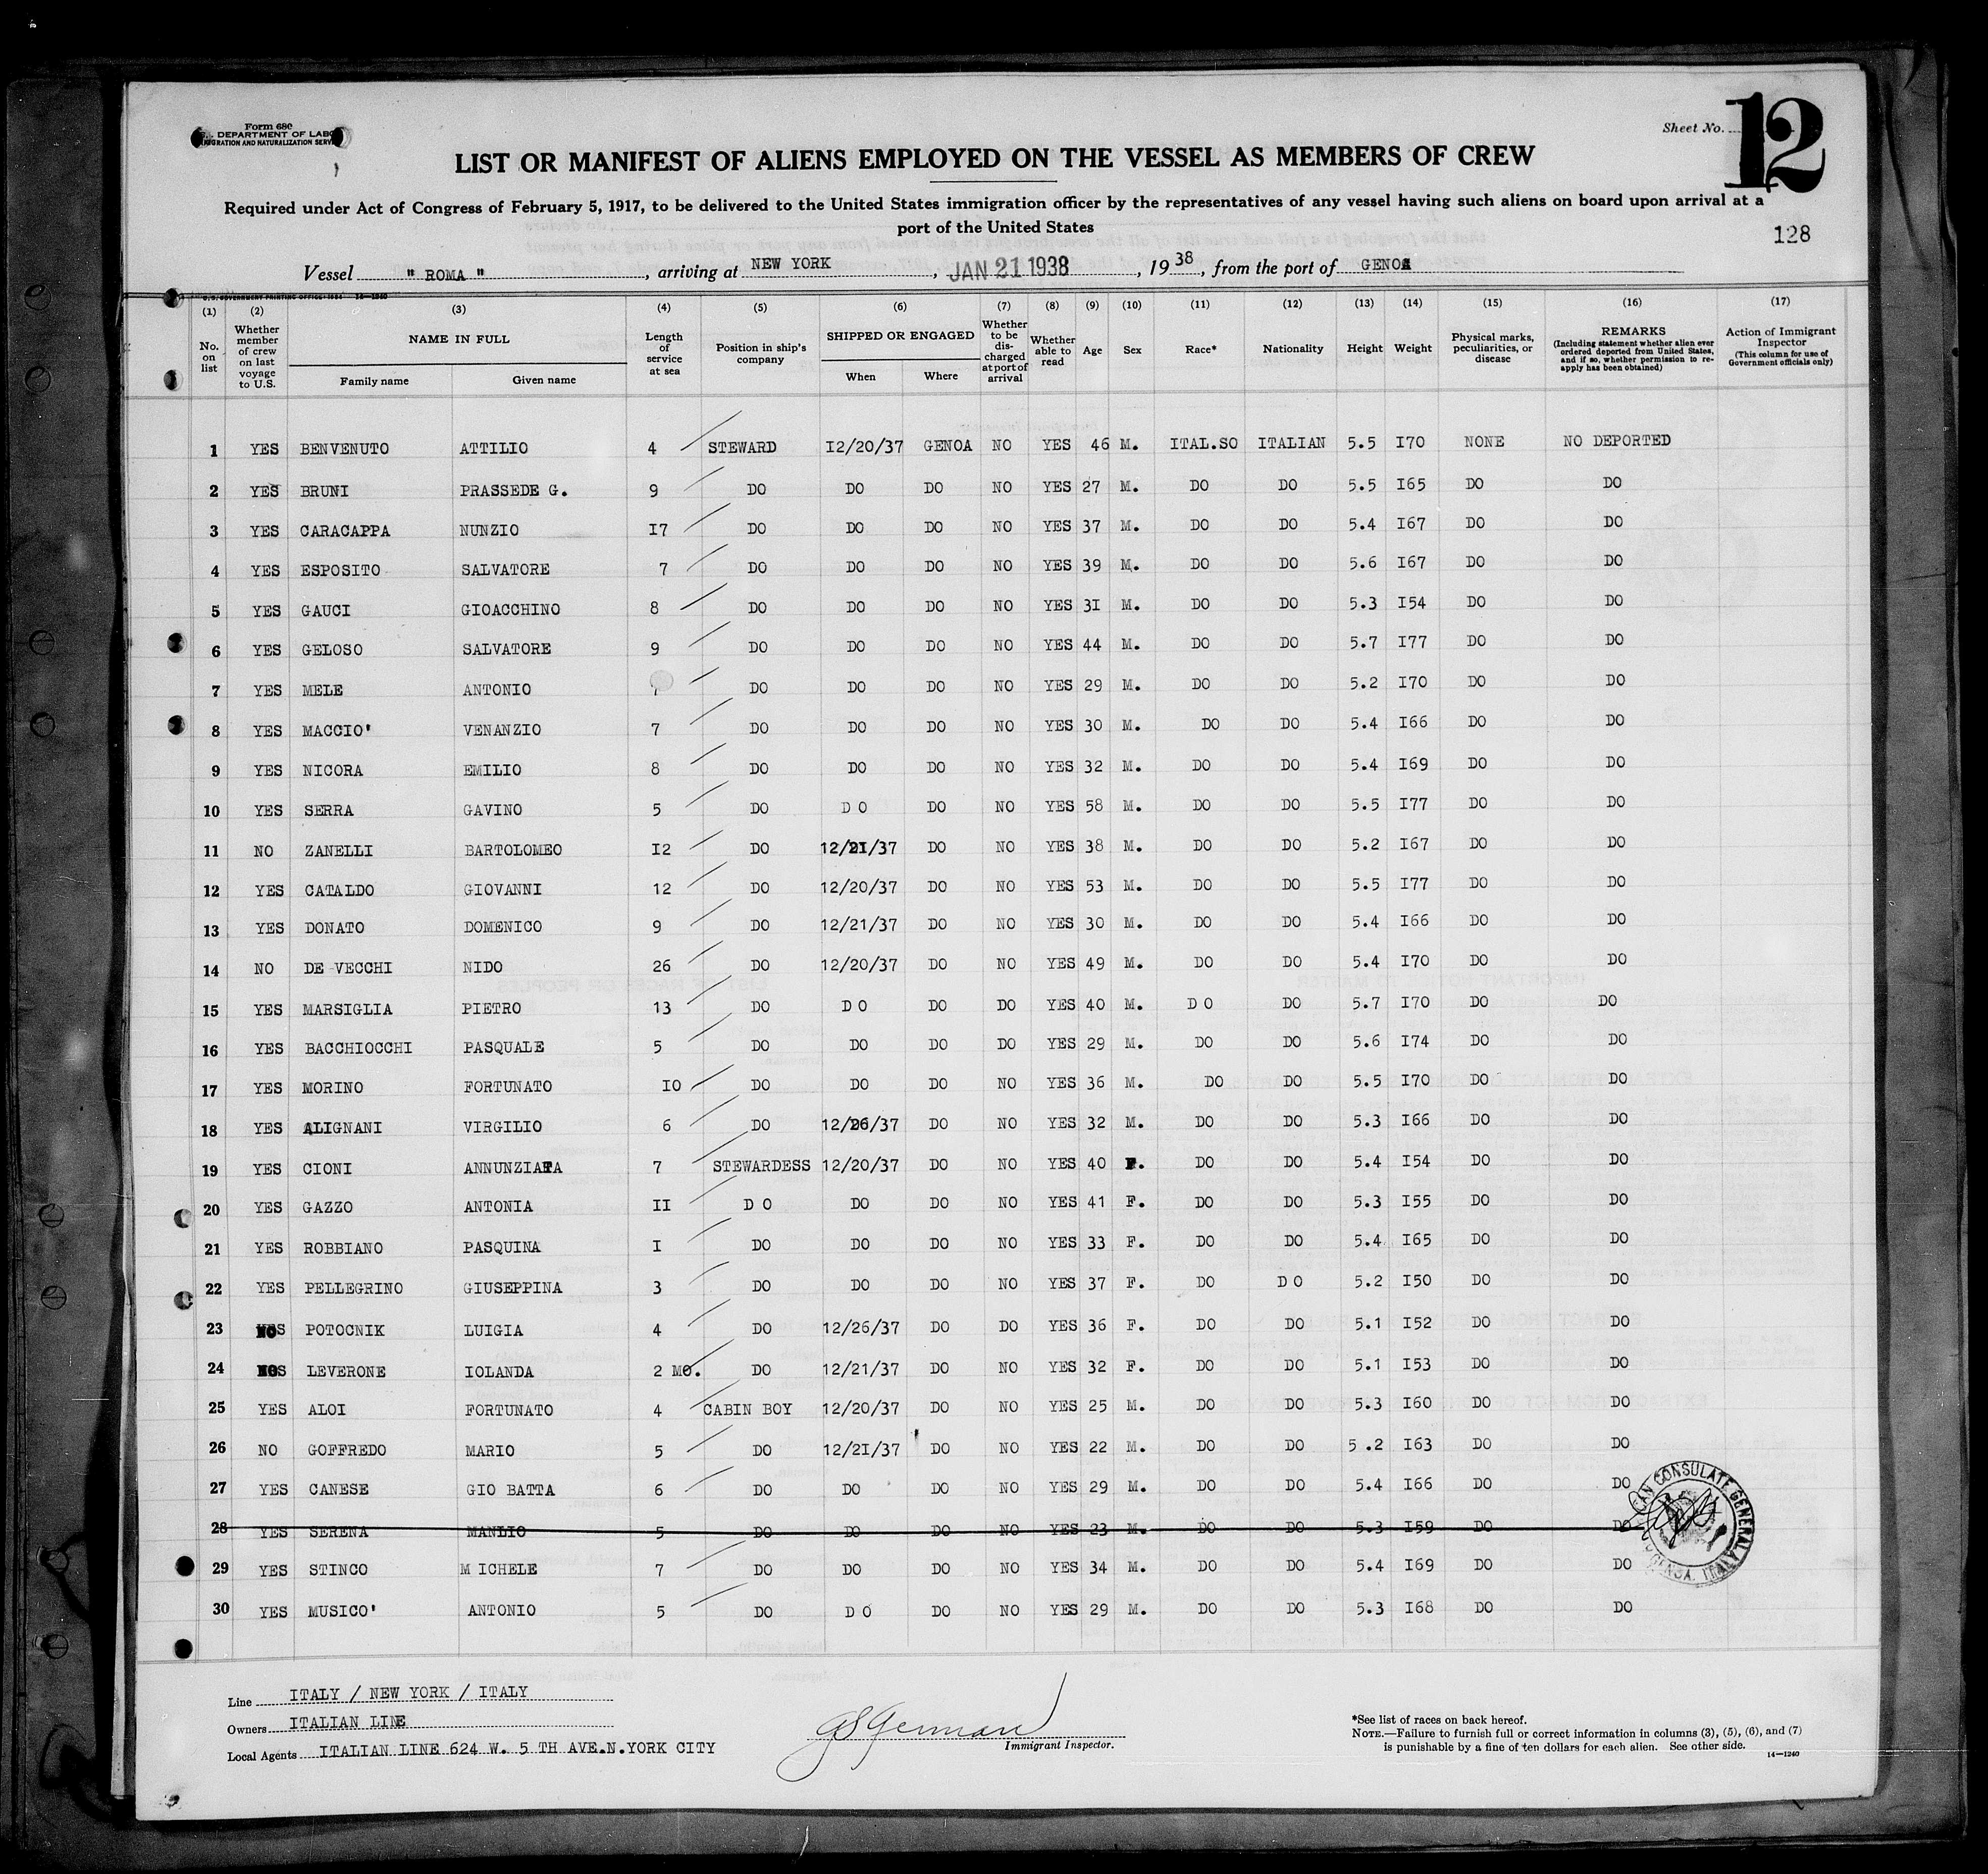 Form 680
DEPARTMENT OF LABOR
IMMIGRATION AND NATURALIZATION SERVICE
Sheet No. 12
LIST OR MANIFEST OF ALIENS EMPLOYED ON THE VESSEL AS MEMBERS OF CREW
Required under Act of Congress of February 5, 1917, to be delivered to the United States immigration officer by the representatives of any vessel having such aliens on board upon arrival at a
port of the United States
128
Vessel " ROMA ", arriving at NEW YORK, JAN 21 1938, 1938, from the port of GENOA
(1) (2) (3) (4) (5) (6) (7) (8) (9) (10) (11) (12) (13) (14) (15) (16) (17)
No. on list
Whether member of crew on last voyage to U.S.
NAME IN FULL
Family name Given name
Length of service at sea
Position in ship's company
SHIPPED OR ENGAGED
When Where
Whether to be discharged at port of arrival
Whether able to read
Age
Sex
Race*
Nationality
Height
Weight
Physical marks, peculiarities, or disease
REMARKS
(Including statement whether alien ever ordered deported from United States, and if so, whether permission to re-apply has been obtained)
Action of Immigrant Inspector
(This column for use of Government officials only)
1 YES BENVENUTO ATTILIO 4 STEWARD I2/20/37 GENOA NO YES 46 M. ITAL.SO ITALIAN 5.5 I70 NONE NO DEPORTED
2 YES BRUNI PRASSEDE G. 9 DO DO DO NO YES 27 M. DO DO 5.5 I65 DO DO
3 YES CARACAPPA NUNZIO I7 DO DO DO NO YES 37 M. DO DO 5.4 I67 DO DO
4 YES ESPOSITO SALVATORE 7 DO DO DO NO YES 39 M. DO DO 5.6 I67 DO DO
5 YES GAUCI GIOACCHINO 8 DO DO DO NO YES 3I M. DO DO 5.3 I54 DO DO
6 YES GELOSO SALVATORE 9 DO DO DO NO YES 44 M. DO DO 5.7 I77 DO DO
7 YES MELE ANTONIO DO DO DO NO YES 29 M. DO DO 5.2 I70 DO DO
8 YES MACCIO' VENANZIO 7 DO DO DO NO YES 30 M. DO DO 5.4 I66 DO DO
9 YES NICORA EMILIO 8 DO DO DO NO YES 32 M. DO DO 5.4 I69 DO DO
10 YES SERRA GAVINO 5 DO D O DO NO YES 58 M. DO DO 5.5 I77 DO DO
11 NO ZANELLI BARTOLOMEO I2 DO 12/2I/37 DO NO YES 38 M. DO DO 5.2 I67 DO DO
12 YES CATALDO GIOVANNI 12 DO 12/20/37 DO NO YES 53 M. DO DO 5.5 I77 DO DO
13 YES DONATO DOMENICO 9 DO 12/21/37 DO NO YES 30 M. DO DO 5.4 I66 DO DO
14 NO DE VECCHI NIDO 26 DO 12/20/37 DO NO YES 49 M. DO DO 5.4 I70 DO DO
15 YES MARSIGLIA PIETRO 13 DO D O DO DO YES 40 M. D O DO 5.7 I70 DO DO
16 YES BACCHIOCCHI PASQUALE 5 DO DO DO DO YES 29 M. DO DO 5.6 I74 DO DO
17 YES MORINO FORTUNATO IO DO DO DO NO YES 36 M. DO DO 5.5 I70 DO DO
18 YES ALIGNANI VIRGILIO 6 DO 12/26/37 DO NO YES 32 M. DO DO 5.3 I66 DO DO
19 YES CIONI ANNUNZIATA 7 STEWARDESS 12/20/37 DO NO YES 40 F. DO DO 5.4 I54 DO DO
20 YES GAZZO ANTONIA II D O DO DO NO YES 41 F. DO DO 5.3 I55 DO DO
21 YES ROBBIANO PASQUINA I DO DO DO NO YES 33 F. DO DO 5.4 I65 DO DO
22 YES PELLEGRINO GIUSEPPINA 3 DO DO DO NO YES 37 F. DO D O 5.2 I50 DO DO
23 NO POTOCNIK LUIGIA 4 DO 12/26/37 DO DO YES 36 F. DO DO 5.1 I52 DO DO
24 LEVERONE IOLANDA 2 MO. DO 12/21/37 DO NO YES 32 F. DO DO 5.1 I53 DO DO
25 YES ALOI FORTUNATO 4 CABIN BOY 12/20/37 DO NO YES 25 M. DO DO 5.3 I60 DO DO
26 NO GOFFREDO MARIO 5 DO 12/2I/37 DO NO YES 22 M. DO DO 5 .2 I63 DO DO
27 YES CANESE GIO BATTA 6 DO DO DO NO YES 29 M. DO DO 5.4 I66 DO DO
28 YES SERENA MANLIO 5 DO DO DO NO YES 23 M. DO DO 5.3 I59 DO DO
29 YES STINCO M ICHELE 7 DO DO DO NO YES 34 M. DO DO 5.4 I69 DO DO
30 YES MUSICO' ANTONIO 5 DO D O DO NO YES 29 M. DO DO 5.3 I68 DO DO
CONSULATE GENERAL
GENOA, ITALY
Line ITALY / NEW YORK / ITALY
Owners ITALIAN LINE
Local Agents ITALIAN LINE 624 W. 5 TH AVE.N.YORK CITY
GSGerman
Immigrant Inspector.
*See list of races on back hereof.
NOTE.—Failure to furnish full or correct information in columns (3), (5), (6), and (7)
is punishable by a fine of ten dollars for each alien. See other side.
14—1240